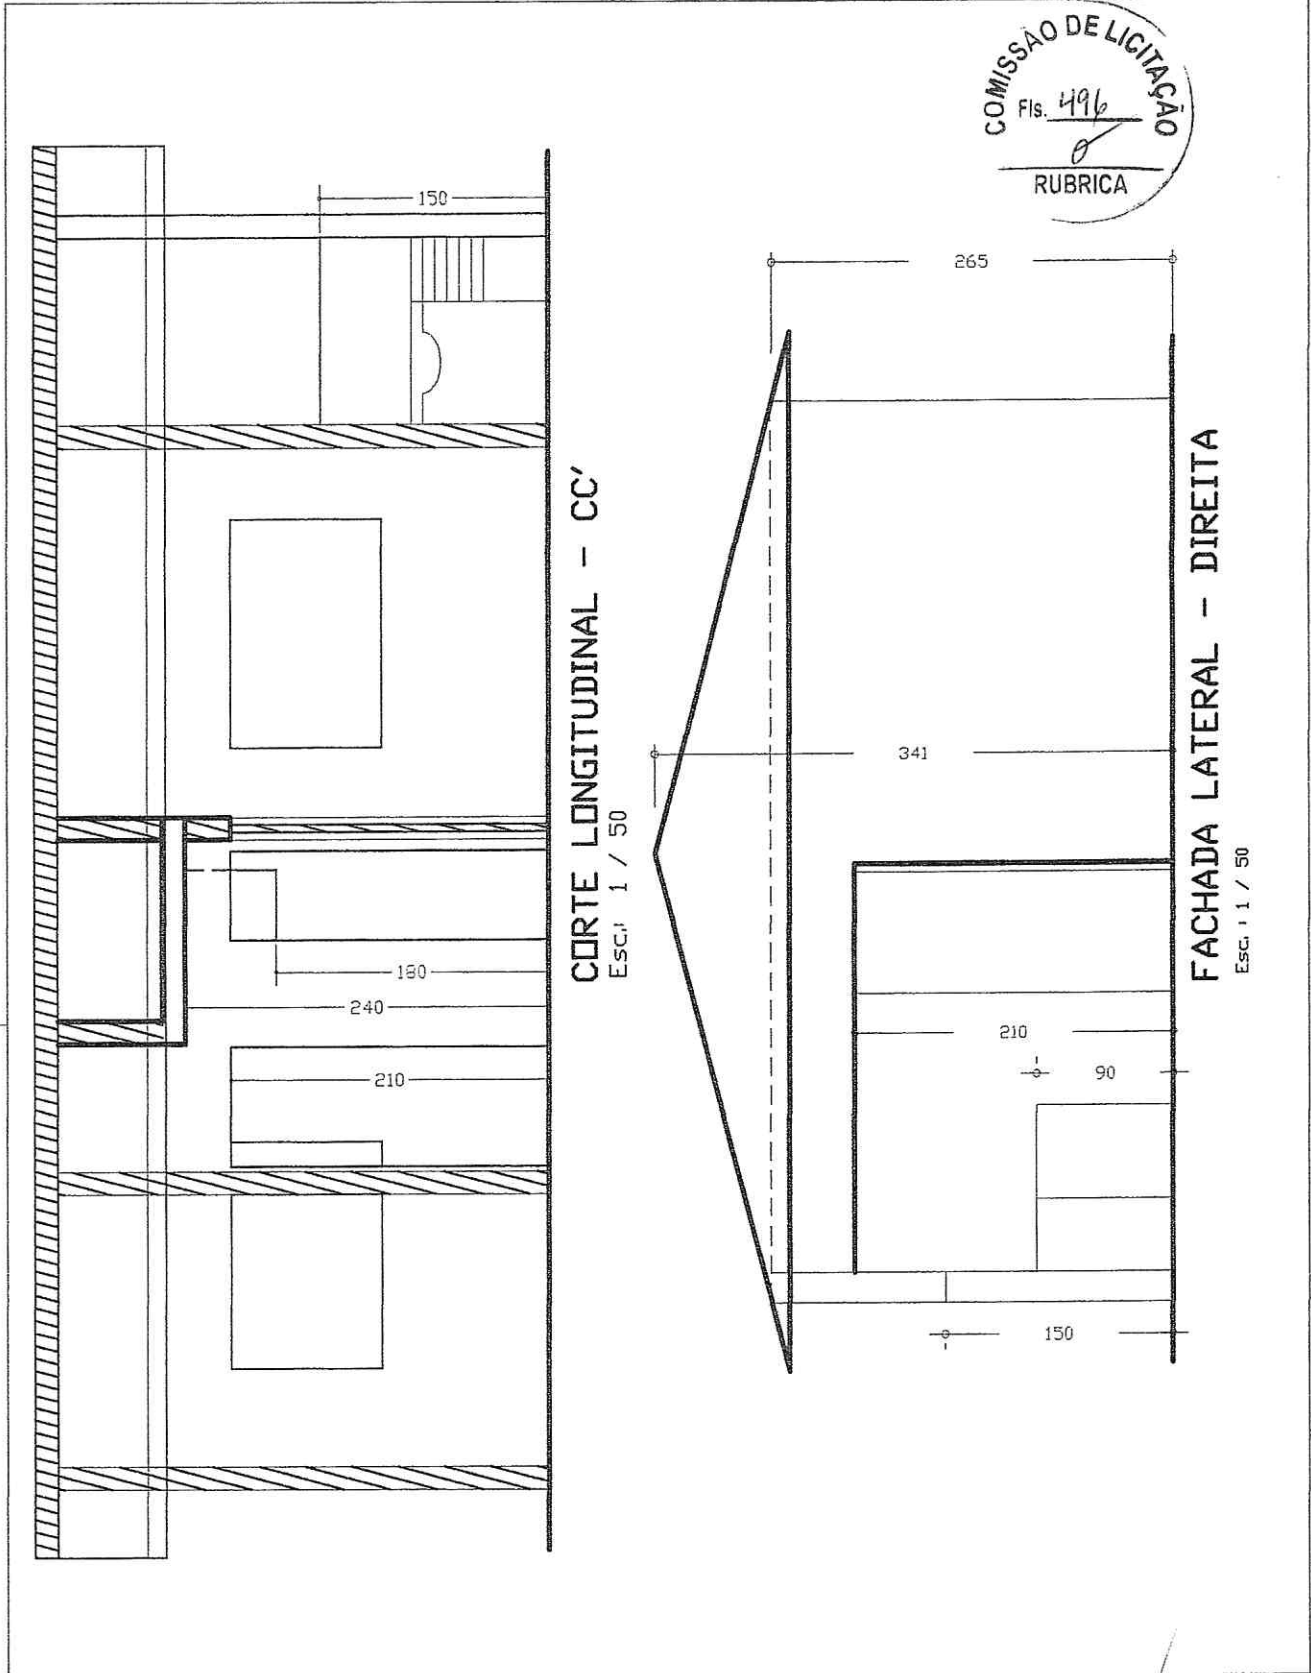 COMISSÃO DE LICITAÇÃO
Fls. 496
RUBRICA
150
180
240
210
CORTE LONGITUDINAL - CC'
Esc.: 1 / 50
265
341
210
90
150
FACHADA LATERAL - DIREITA
Esc. : 1 / 50